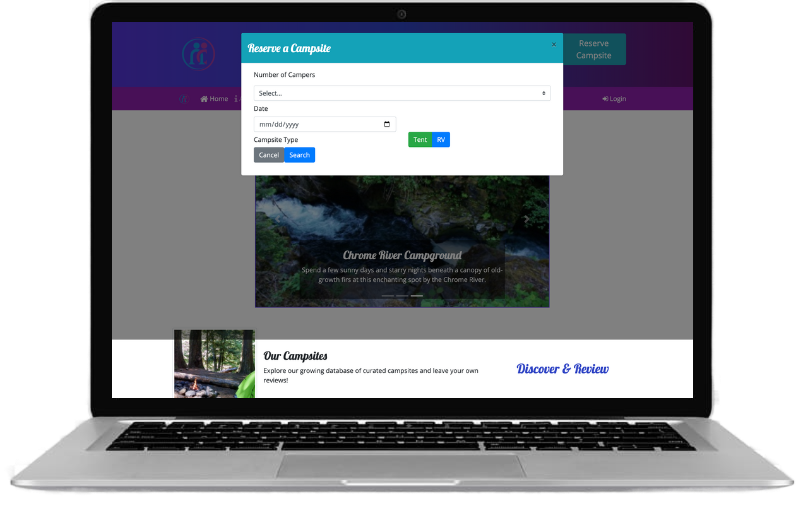 Reserve a Campsite
×
Reserve
Campsite
Number of Campers
Select...
Home
Login
Date
mm/dd/yyyy
Campsite Type
Tent
RV
Cancel
Search
Chrome River Campground
Spend a few sunny days and starry nights beneath a canopy of old-
growth firs at this enchanting spot by the Chrome River.
Our Campsites
Explore our growing database of curated campsites and leave your own
reviews!
Discover & Review